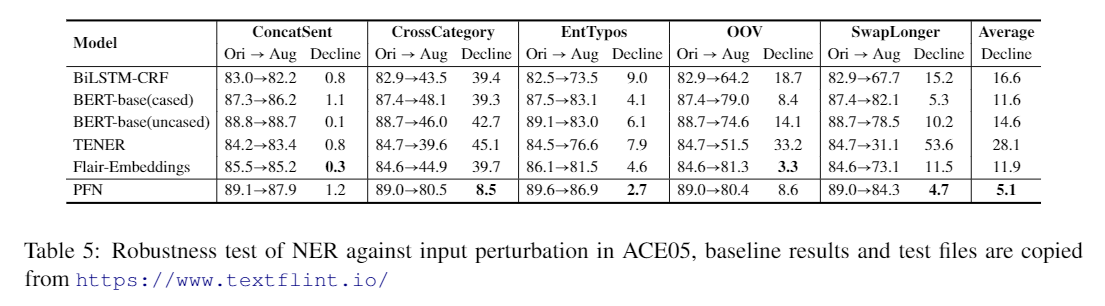 Model ConcatSent CrossCategory EntTypos OOV SwapLonger Average
Ori → Aug Decline Ori → Aug Decline Ori → Aug Decline Ori → Aug Decline Ori → Aug Decline Decline
BiLSTM-CRF 83.0→82.2 0.8 82.9→43.5 39.4 82.5→73.5 9.0 82.9→64.2 18.7 82.9→67.7 15.2 16.6
BERT-base(cased) 87.3→86.2 1.1 87.4→48.1 39.3 87.5→83.1 4.1 87.4→79.0 8.4 87.4→82.1 5.3 11.6
BERT-base(uncased) 88.8→88.7 0.1 88.7→46.0 42.7 89.1→83.0 6.1 88.7→74.6 14.1 88.7→78.5 10.2 14.6
TENER 84.2→83.4 0.8 84.7→39.6 45.1 84.5→76.6 7.9 84.7→51.5 33.2 84.7→31.1 53.6 28.1
Flair-Embeddings 85.5→85.2 0.3 84.6→44.9 39.7 86.1→81.5 4.6 84.6→81.3 3.3 84.6→73.1 11.5 11.9
PFN 89.1→87.9 1.2 89.0→80.5 8.5 89.6→86.9 2.7 89.0→80.4 8.6 89.0→84.3 4.7 5.1
Table 5: Robustness test of NER against input perturbation in ACE05, baseline results and test files are copied
from https://www.textflint.io/